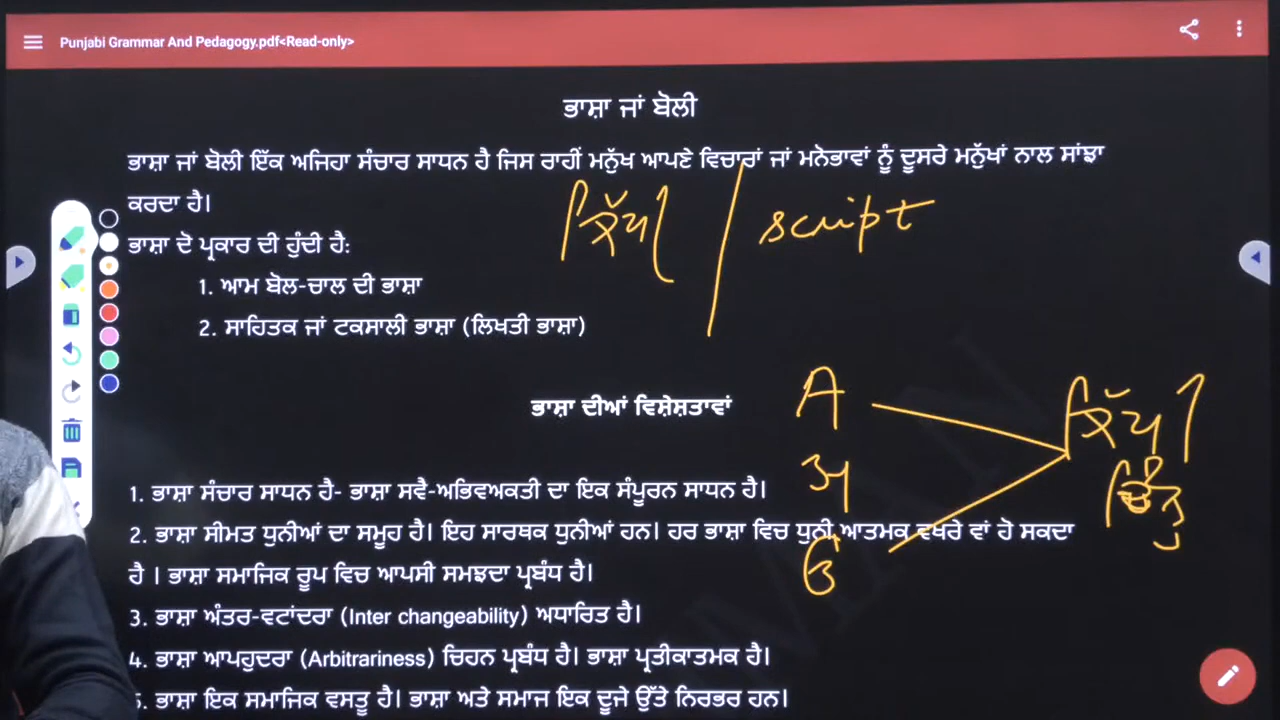 Punjabi Grammar And Pedagogy.pdf<Read-only>
ਭਾਸ਼ਾ ਜਾਂ ਬੋਲੀ
ਭਾਸ਼ਾ ਜਾਂ ਬੋਲੀ ਇੱਕ ਅਜਿਹਾ ਸੰਚਾਰ ਸਾਧਨ ਹੈ ਜਿਸ ਰਾਹੀਂ ਮਨੁੱਖ ਆਪਣੇ ਵਿਚਾਰਾਂ ਜਾਂ ਮਨੋਭਾਵਾਂ ਨੂੰ ਦੂਸਰੇ ਮਨੁੱਖਾਂ ਨਾਲ ਸਾਂਝਾ
ਕਰਦਾ ਹੈ।
ਲਿੱਪੀ / script
ਭਾਸ਼ਾ ਦੋ ਪ੍ਰਕਾਰ ਦੀ ਹੁੰਦੀ ਹੈ:
1. ਆਮ ਬੋਲ-ਚਾਲ ਦੀ ਭਾਸ਼ਾ
2. ਸਾਹਿਤਕ ਜਾਂ ਟਕਸਾਲੀ ਭਾਸ਼ਾ (ਲਿਖਤੀ ਭਾਸ਼ਾ)
A ਲਿੱਪੀ
ਭਾਸ਼ਾ ਦੀਆਂ ਵਿਸ਼ੇਸ਼ਤਾਵਾਂ
अ ਚਿੰਨ੍ਹ
1. ਭਾਸ਼ਾ ਸੰਚਾਰ ਸਾਧਨ ਹੈ- ਭਾਸ਼ਾ ਸਵੈ-ਅਭਿਵਅਕਤੀ ਦਾ ਇਕ ਸੰਪੂਰਨ ਸਾਧਨ ਹੈ।
2. ਭਾਸ਼ਾ ਸੀਮਤ ਧੁਨੀਆਂ ਦਾ ਸਮੂਹ ਹੈ। ਇਹ ਸਾਰਥਕ ਧੁਨੀਆਂ ਹਨ। ਹਰ ਭਾਸ਼ਾ ਵਿਚ ਧੁਨੀ ਆਤਮਕ ਵਖਰੇ ਵਾਂ ਹੋ ਸਕਦਾ
ਹੈ । ਭਾਸ਼ਾ ਸਮਾਜਿਕ ਰੂਪ ਵਿਚ ਆਪਸੀ ਸਮਝਦਾ ਪ੍ਰਬੰਧ ਹੈ।
3. ਭਾਸ਼ਾ ਅੰਤਰ-ਵਟਾਂਦਰਾ (Inter changeability) ਅਧਾਰਿਤ ਹੈ।
4. ਭਾਸ਼ਾ ਆਪਹੁਦਰਾ (Arbitrariness) ਚਿਹਨ ਪ੍ਰਬੰਧ ਹੈ। ਭਾਸ਼ਾ ਪ੍ਰਤੀਕਾਤਮਕ ਹੈ।
5. ਭਾਸ਼ਾ ਇਕ ਸਮਾਜਿਕ ਵਸਤੂ ਹੈ। ਭਾਸ਼ਾ ਅਤੇ ਸਮਾਜ ਇਕ ਦੂਜੇ ਉੱਤੇ ਨਿਰਭਰ ਹਨ।